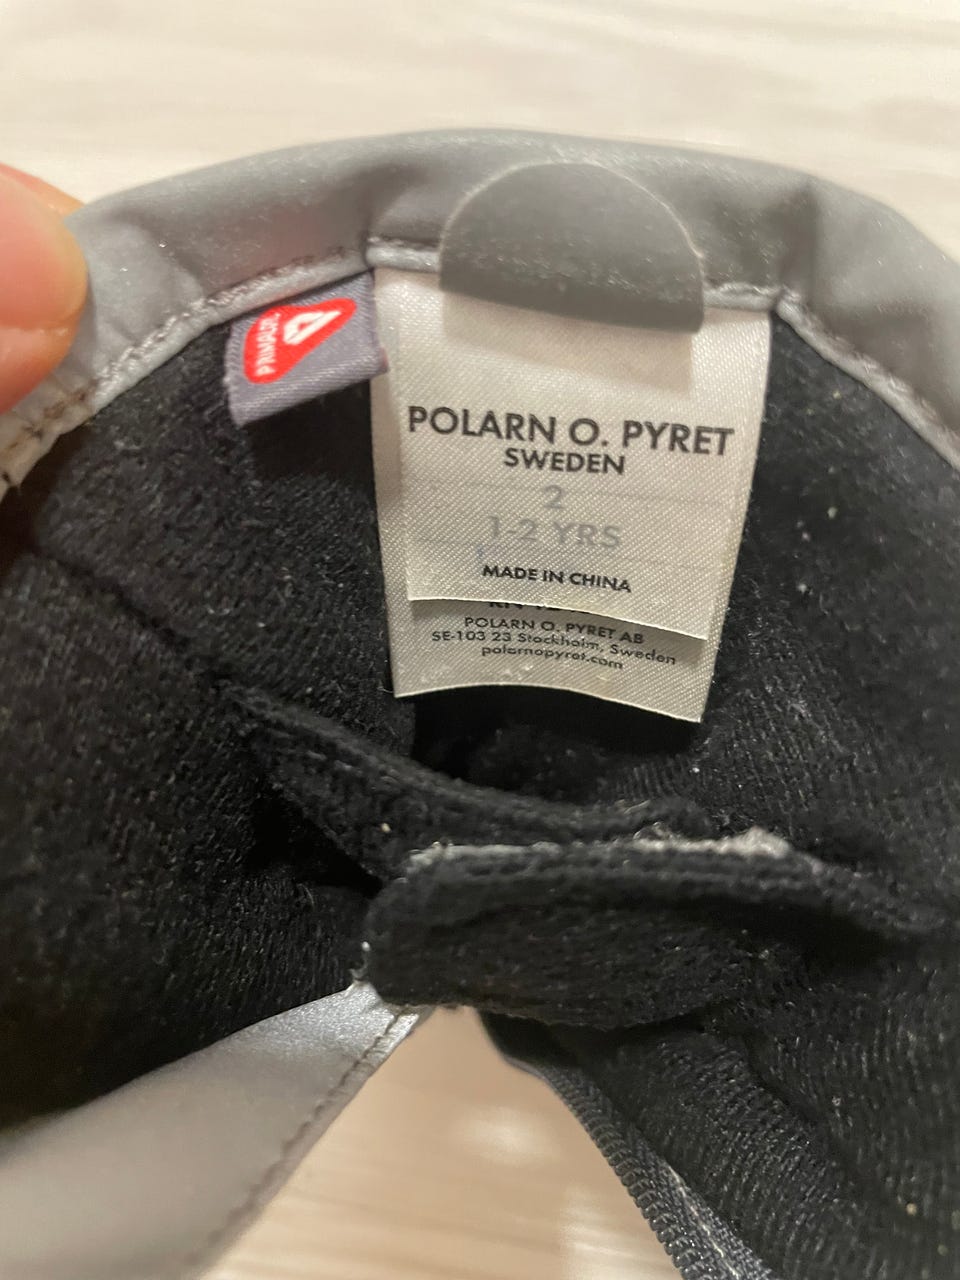 PRIMALOFT
POLARN O. PYRET
SWEDEN
2
1-2 YRS
MADE IN CHINA
POLARN O. PYRET AB
SE-103 23 Stockholm, Sweden
polarnopyret.com